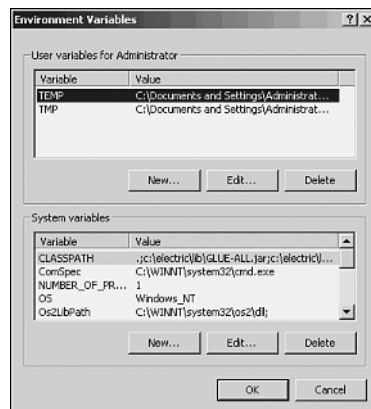 Environment Variables
User variables for Administrator
Variable Value
TEMP C:\Documents and Settings\Administrat...
TMP C:\Documents and Settings\Administrat...
New... Edit... Delete
System variables
Variable Value
CLASSPATH .;c:\electric\lib\GLUE-ALL.jar;c:\electric\l...
ComSpec C:\WINNT\system32\cmd.exe
NUMBER_OF_PR... 1
OS Windows_NT
Os2LibPath C:\WINNT\system32\os2\dll;
New... Edit... Delete
OK Cancel